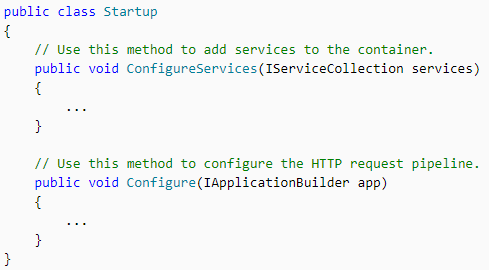 public class Startup
{
    // Use this method to add services to the container.
    public void ConfigureServices(IServiceCollection services)
    {
        ...
    }

    // Use this method to configure the HTTP request pipeline.
    public void Configure(IApplicationBuilder app)
    {
        ...
    }
}